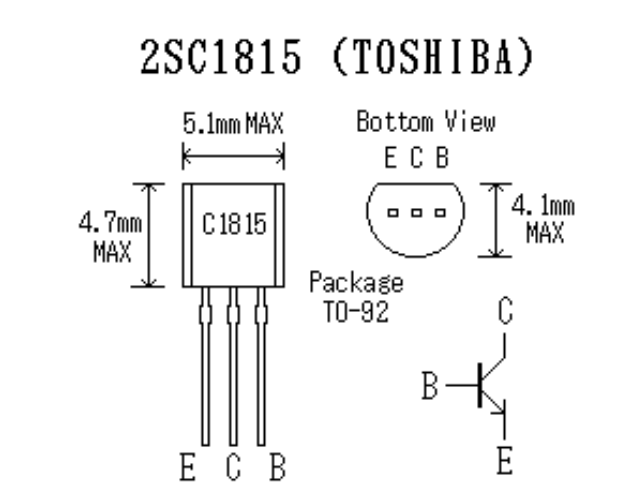 2SC1815 (TOSHIBA)
5.1mm MAX
Bottom View
E C B
4.7mm
MAX
C1815
4.1mm
MAX
Package
TO-92
C
B
E
E C B